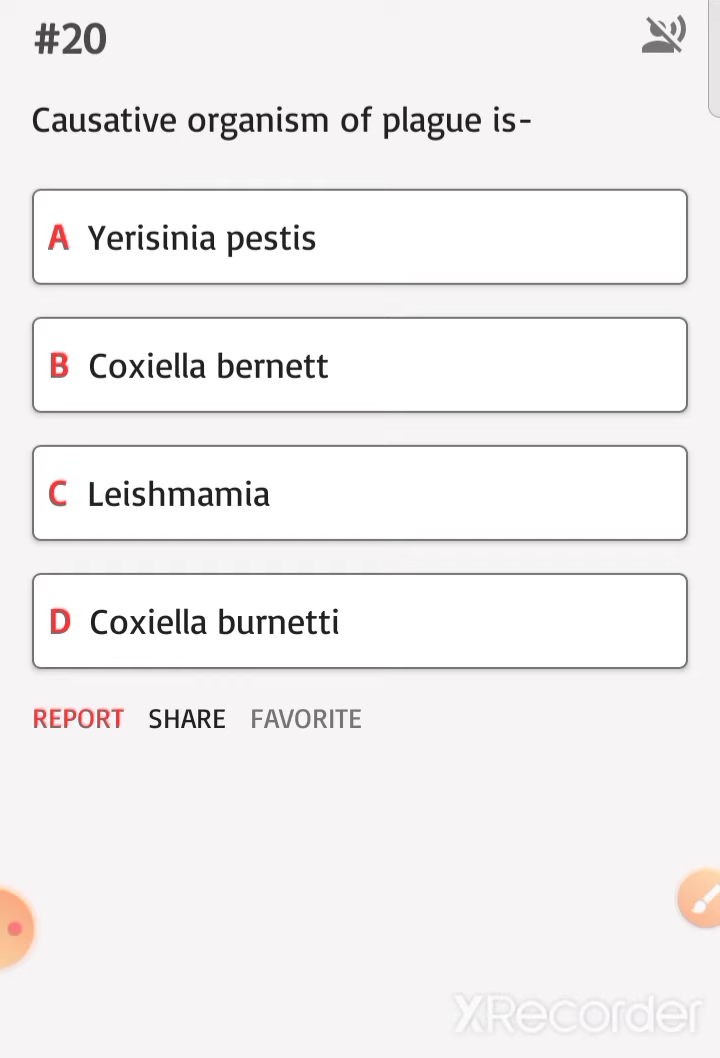 #20
Causative organism of plague is-
A Yerisinia pestis
B Coxiella bernett
C Leishmamia
D Coxiella burnetti
REPORT SHARE FAVORITE
XRecorder